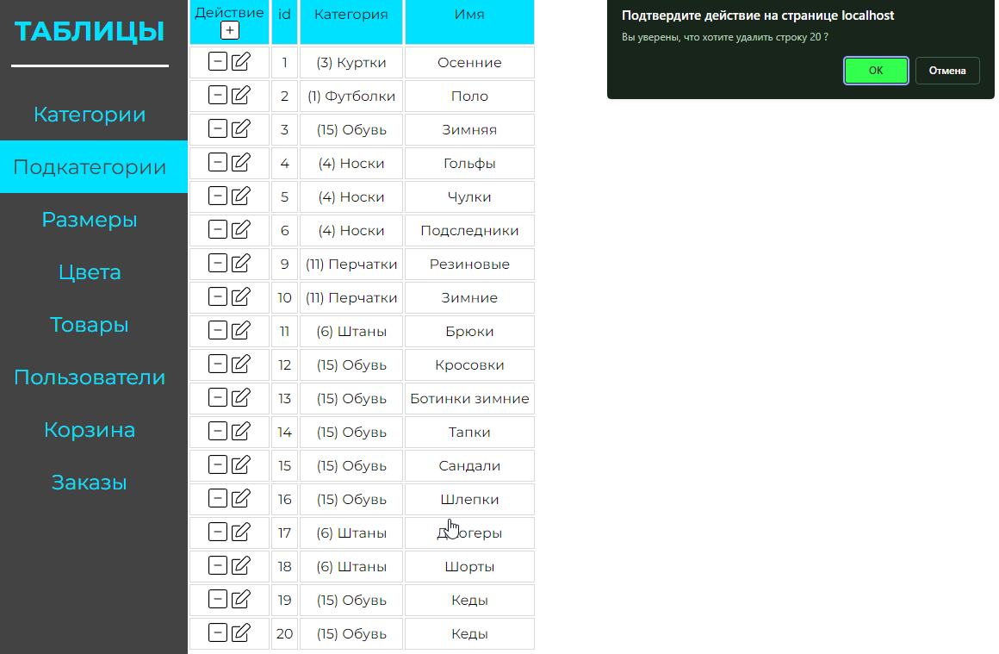 ТАБЛИЦЫ
Категории
Подкатегории
Размеры
Цвета
Товары
Пользователи
Корзина
Заказы
Действие id Категория Имя
1 (3) Куртки Осенние
2 (1) Футболки Поло
3 (15) Обувь Зимняя
4 (4) Носки Гольфы
5 (4) Носки Чулки
6 (4) Носки Подследники
9 (11) Перчатки Резиновые
10 (11) Перчатки Зимние
11 (6) Штаны Брюки
12 (15) Обувь Кросовки
13 (15) Обувь Ботинки зимние
14 (15) Обувь Тапки
15 (15) Обувь Сандали
16 (15) Обувь Шлепки
17 (6) Штаны
18 (6) Штаны Шорты
19 (15) Обувь Кеды
20 (15) Обувь Кеды
Подтвердите действие на странице localhost
Вы уверены, что хотите удалить строку 20 ?
ОК Отмена